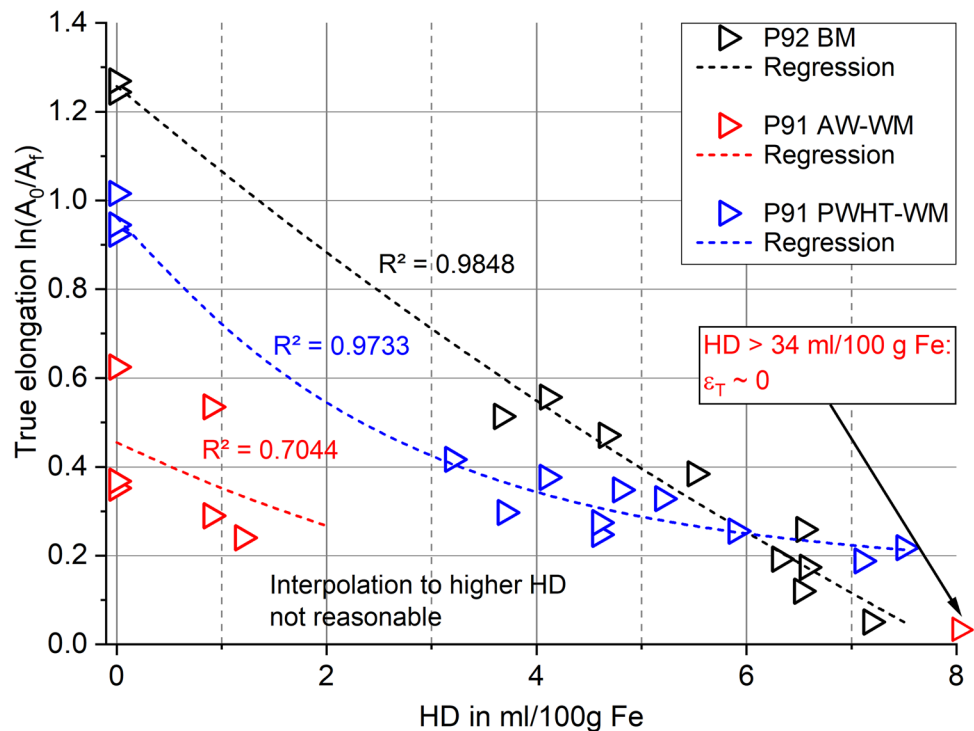 1.4
1.2
1.0
0.8
0.6
0.4
0.2
0.0
True elongation ln(A₀/A_f)
P92 BM
Regression
P91 AW-WM
Regression
P91 PWHT-WM
Regression
R² = 0.9848
R² = 0.9733
R² = 0.7044
HD > 34 ml/100 g Fe:
ε_T ~ 0
Interpolation to higher HD
not reasonable
0 2 4 6 8
HD in ml/100g Fe